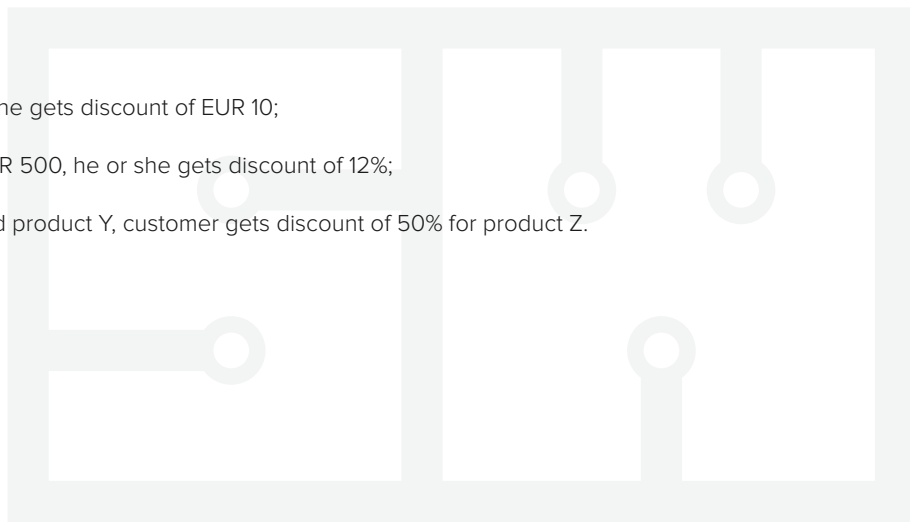 he gets discount of EUR 10;
R 500, he or she gets discount of 12%;
d product Y, customer gets discount of 50% for product Z.